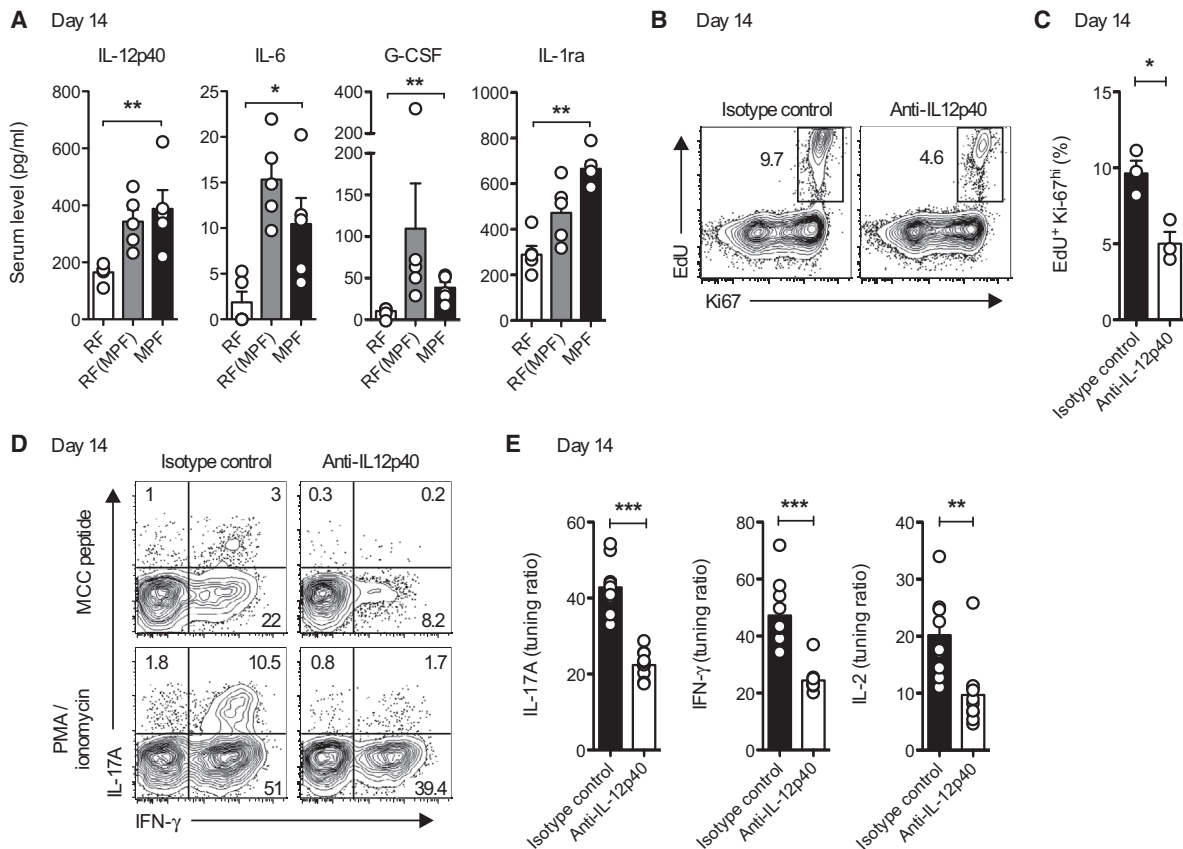 A Day 14
IL-12p40
IL-6
G-CSF
IL-1ra
Serum level (pg/ml)
800
600
400
200
0
**
RF
RF(MPF)
MPF
25
20
15
10
5
0
*
RF
RF(MPF)
MPF
400
200
200
150
100
50
0
**
RF
RF(MPF)
MPF
1000
800
600
400
200
0
**
RF
RF(MPF)
MPF
B Day 14
Isotype control
Anti-IL12p40
9.7
4.6
EdU
Ki67
C Day 14
*
EdU+ Ki-67hi (%)
15
10
5
0
Isotype control
Anti-IL-12p40
D Day 14
Isotype control
Anti-IL12p40
MCC peptide
1 3
22
0.3 0.2
8.2
PMA /
ionomycin
1.8 10.5
51
0.8 1.7
39.4
IL-17A
IFN-γ
E Day 14
IL-17A (tuning ratio)
60
40
20
0
***
Isotype control
Anti-IL-12p40
IFN-γ (tuning ratio)
80
60
40
20
0
***
Isotype control
Anti-IL-12p40
IL-2 (tuning ratio)
40
30
20
10
0
**
Isotype control
Anti-IL-12p40